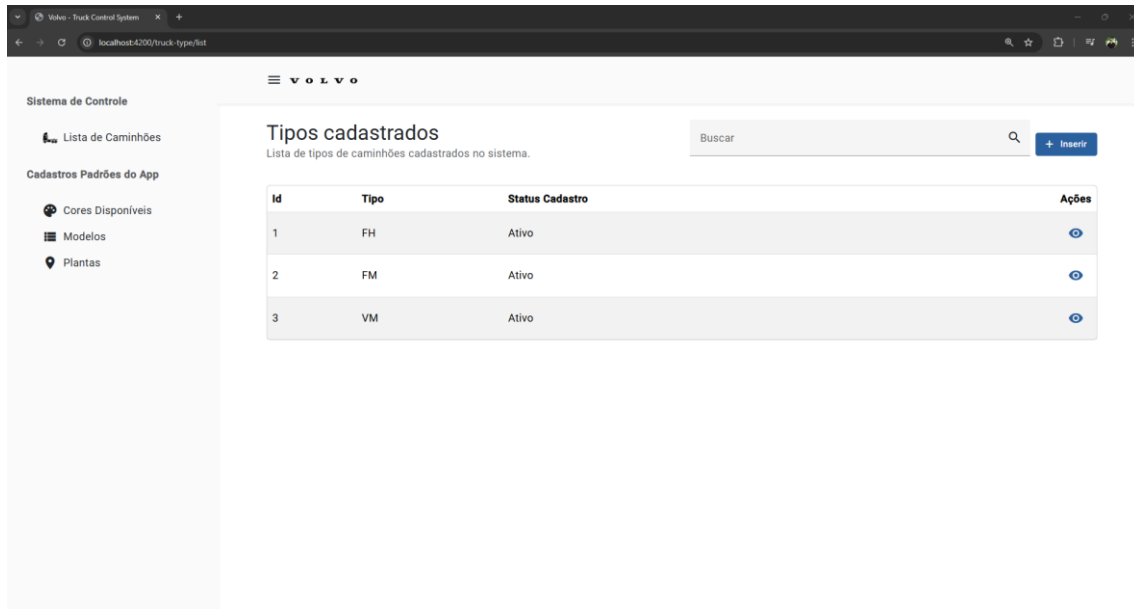 Volvo - Truck Control System
localhost:4200/truck-type/list
VOLVO
Sistema de Controle
Lista de Caminhões
Cadastros Padrões do App
Cores Disponíveis
Modelos
Plantas
Tipos cadastrados
Lista de tipos de caminhões cadastrados no sistema.
Buscar
+ Inserir
Id Tipo Status Cadastro Ações
1 FH Ativo
2 FM Ativo
3 VM Ativo